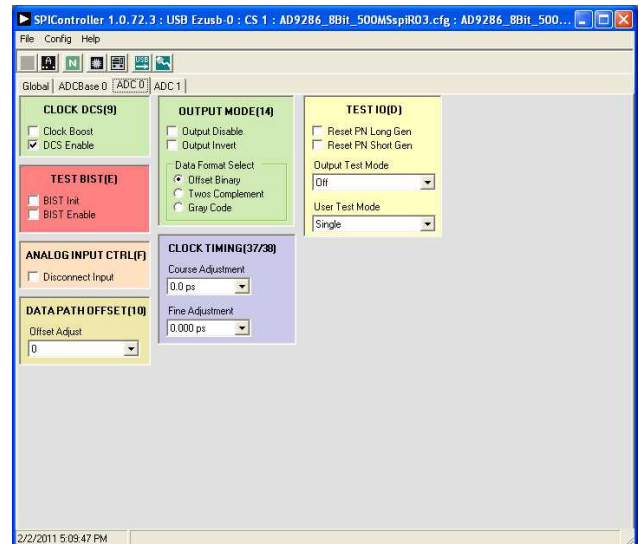 SPIController 1.0.72.3 : USB Ezusb-0 : CS 1 : AD9286_8Bit_500MSspiR03.cfg : AD9286_8Bit_500...
File Config Help
Global ADCBase 0 ADC 0 ADC 1
CLOCK DCS(9)
Clock Boost
DCS Enable
TEST BIST(E)
BIST Init
BIST Enable
ANALOG INPUT CTRL(F)
Disconnect Input
DATA PATH OFFSET(10)
Offset Adjust
0
OUTPUT MODE(14)
Output Disable
Output Invert
Data Format Select
Offset Binary
Twos Complement
Gray Code
CLOCK TIMING(37/38)
Course Adjustment
0.0 ps
Fine Adjustment
0.000 ps
TEST IO(D)
Reset PN Long Gen
Reset PN Short Gen
Output Test Mode
Off
User Test Mode
Single
2/2/2011 5:09:47 PM